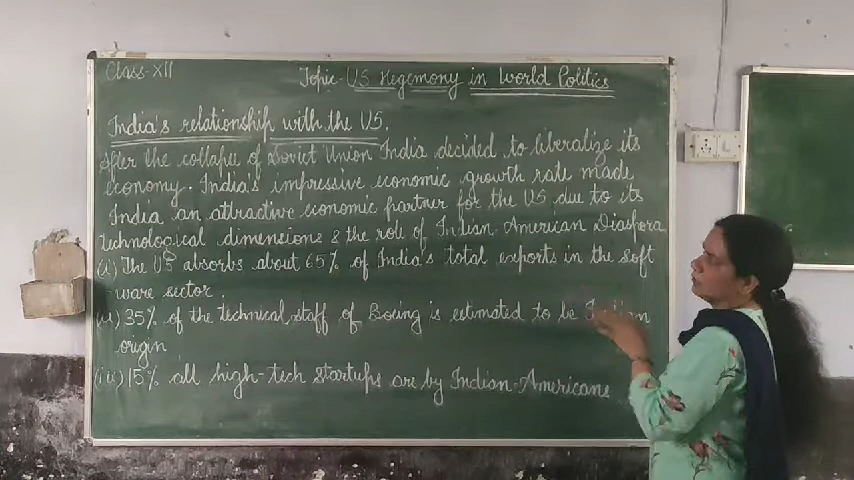 Class-XII
Topic-US Hegemony in World Politics
India's relationship with the US.
After the collapse of Soviet Union India decided to liberalize its
economy. India's impressive economic growth rate made
India an attractive economic partner for the US due to its
technological dimensions & the role of Indian-American Diaspora
(i) The US absorbs about 65% of India's total exports in the soft
ware sector.
(ii) 35% of the technical staff of Boeing is estimated to be Indian
origin
(iii) 15% all high-tech startups are by Indian-Americans